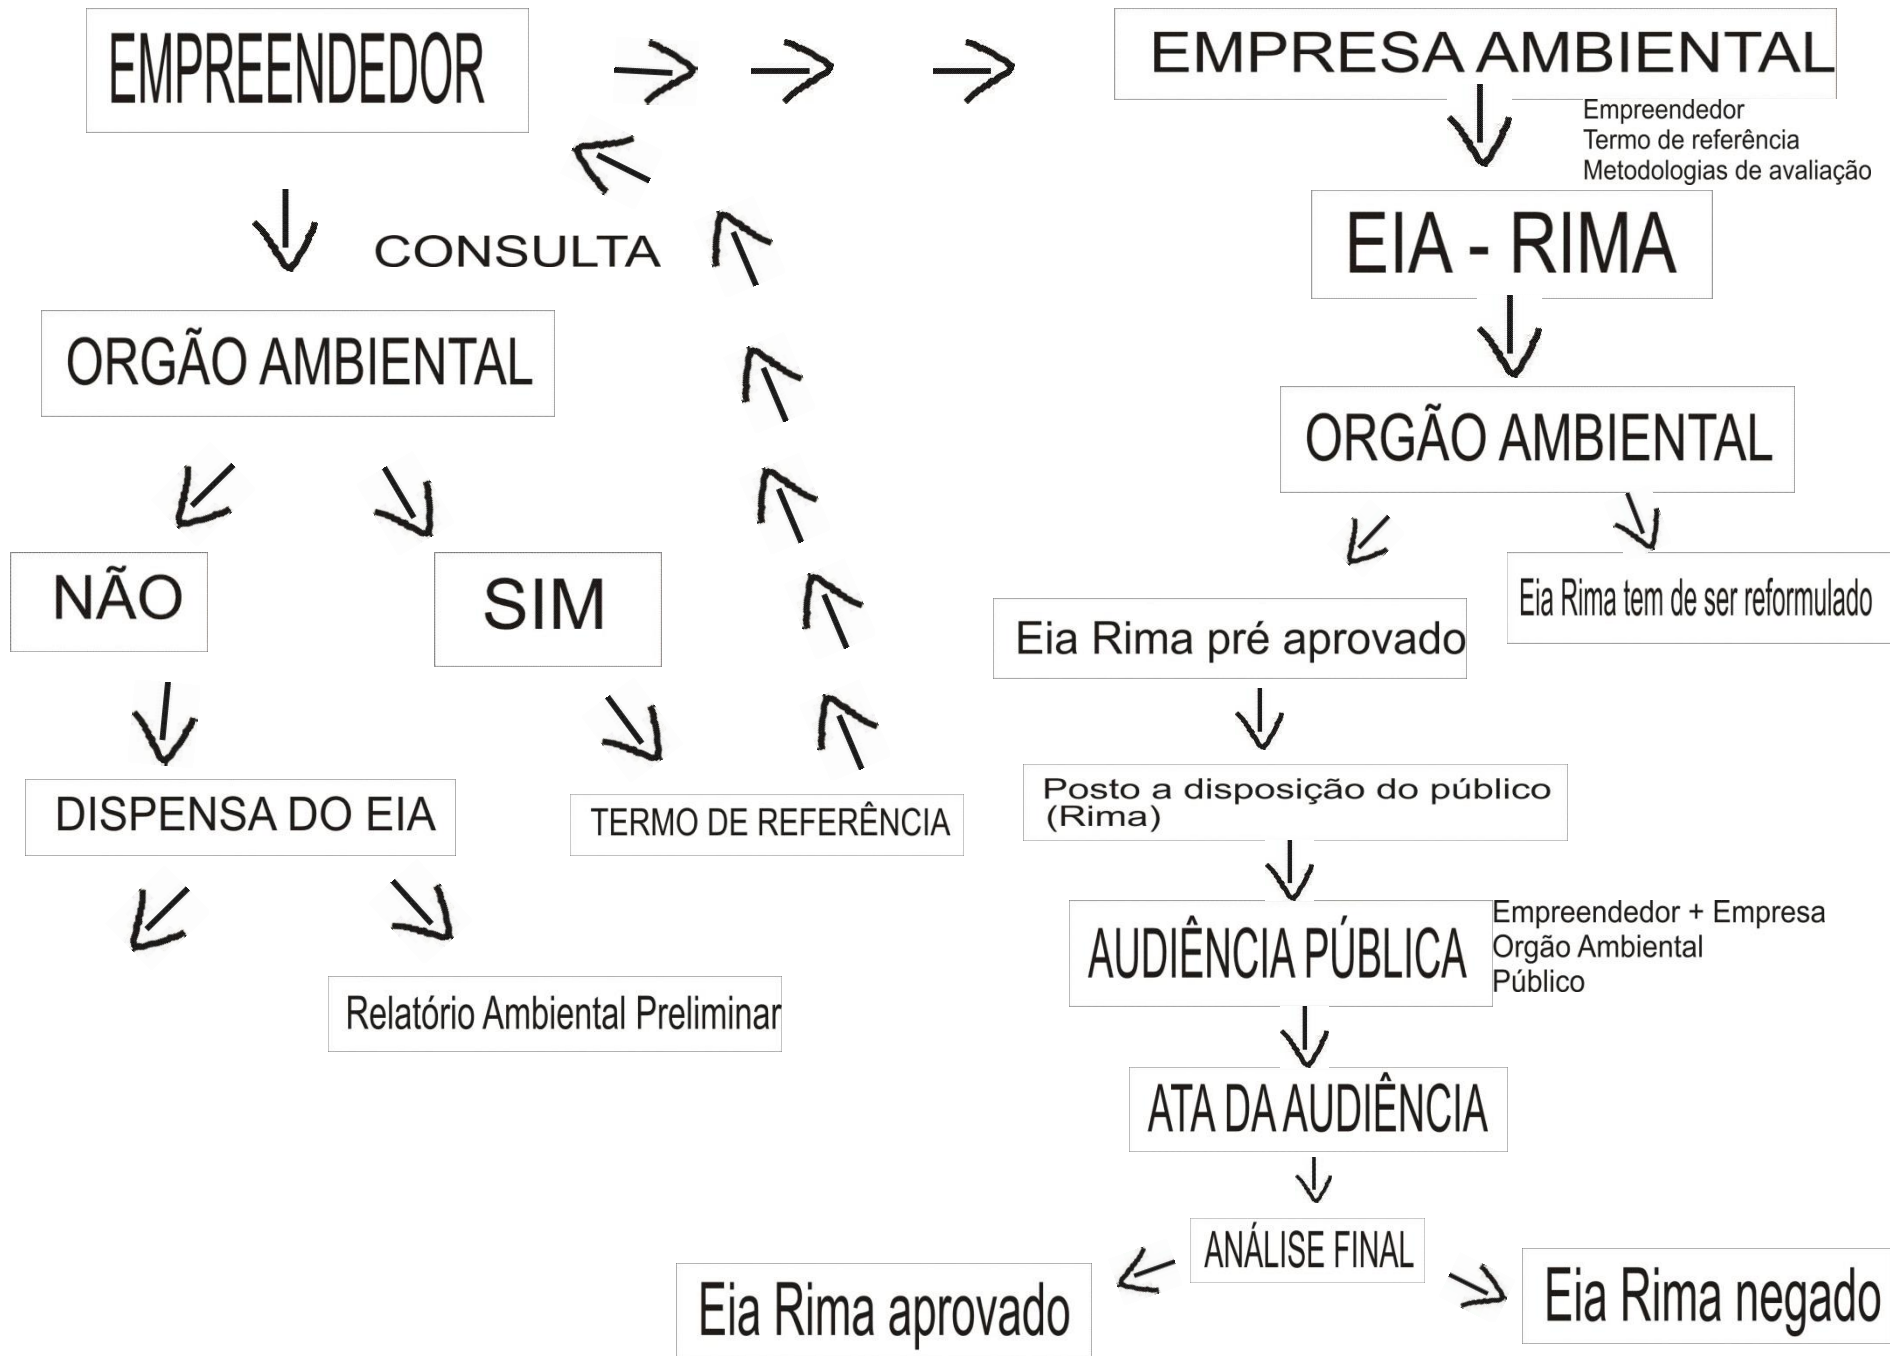 EMPREENDEDOR
CONSULTA
ORGÃO AMBIENTAL
NÃO
SIM
DISPENSA DO EIA
TERMO DE REFERÊNCIA
Relatório Ambiental Preliminar
EMPRESA AMBIENTAL
Empreendedor
Termo de referência
Metodologias de avaliação
EIA - RIMA
ORGÃO AMBIENTAL
Eia Rima pré aprovado
Eia Rima tem de ser reformulado
Posto a disposição do público
(Rima)
AUDIÊNCIA PÚBLICA
Empreendedor + Empresa
Orgão Ambiental
Público
ATA DA AUDIÊNCIA
ANÁLISE FINAL
Eia Rima aprovado
Eia Rima negado